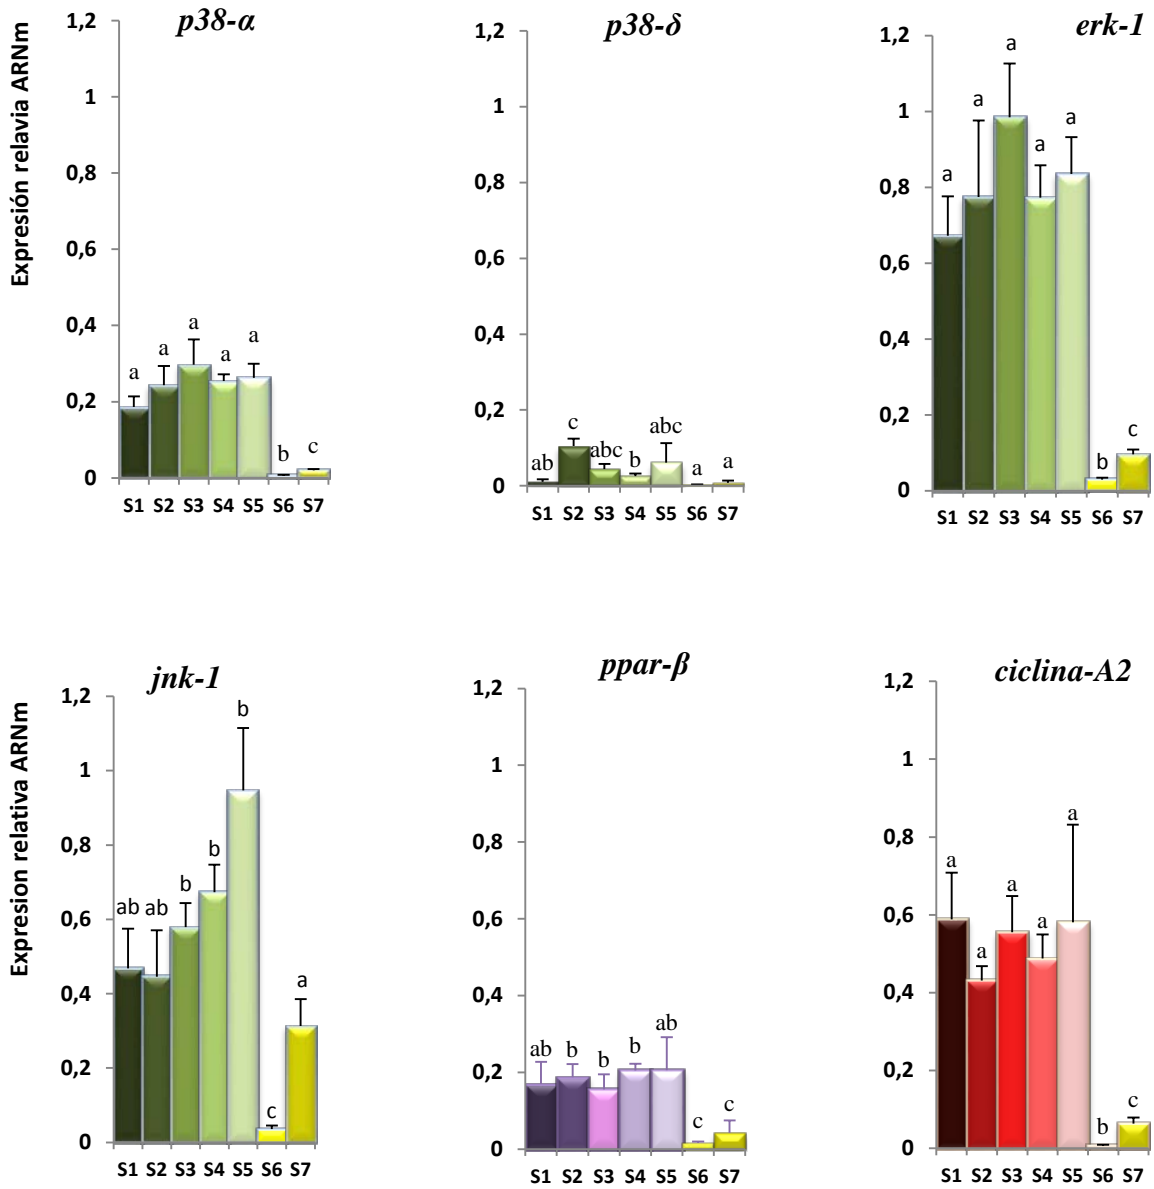 p38-α
Expresión relavia ARNm
1,2
1
0,8
0,6
0,4
0,2
0
a a a a a b c
S1 S2 S3 S4 S5 S6 S7
p38-δ
1,2
1
0,8
0,6
0,4
0,2
0
ab c abc b abc a a
S1 S2 S3 S4 S5 S6 S7
erk-1
1,2
1
0,8
0,6
0,4
0,2
0
a a a a a b c
S1 S2 S3 S4 S5 S6 S7
jnk-1
Expresion relativa ARNm
1,2
1
0,8
0,6
0,4
0,2
0
ab ab b b b c a
S1 S2 S3 S4 S5 S6 S7
ppar-β
1,2
1
0,8
0,6
0,4
0,2
0
ab b b b ab c c
S1 S2 S3 S4 S5 S6 S7
ciclina-A2
1,2
1
0,8
0,6
0,4
0,2
0
a a a a a b c
S1 S2 S3 S4 S5 S6 S7